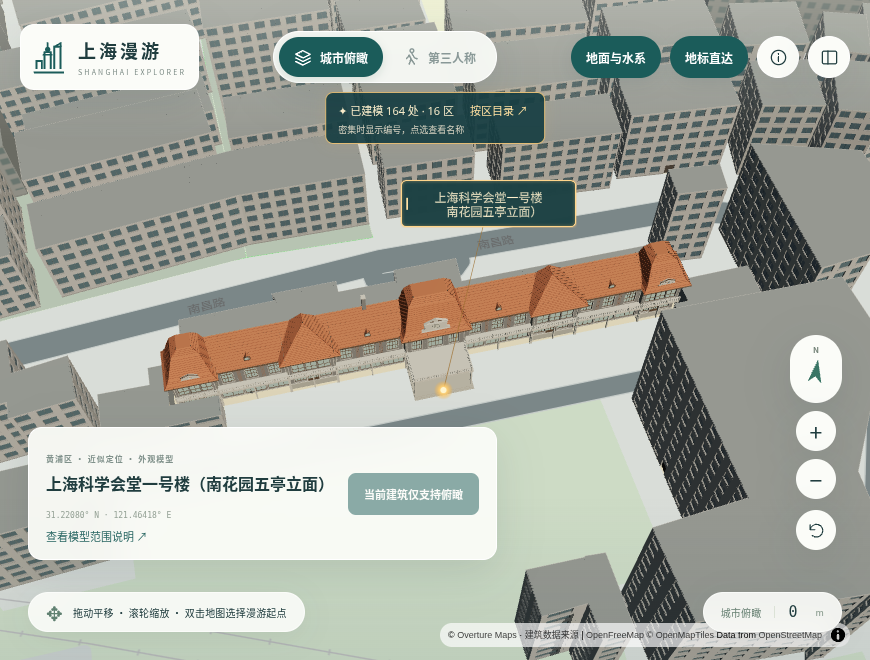 上海漫游
SHANGHAI EXPLORER
城市俯瞰
第三人称
地面与水系
地标直达
✦ 已建模 164 处 · 16 区 按区目录 ↗
密集时显示编号，点选查看名称
上海科学会堂一号楼
南花园五亭立面）
南昌路
南昌路
N
黄浦区 · 近似定位 · 外观模型
上海科学会堂一号楼（南花园五亭立面）
当前建筑仅支持俯瞰
31.22080° N · 121.46418° E
查看模型范围说明 ↗
拖动平移 · 滚轮缩放 · 双击地图选择漫游起点
城市俯瞰 0 m
© Overture Maps · 建筑数据来源 | OpenFreeMap © OpenMapTiles Data from OpenStreetMap